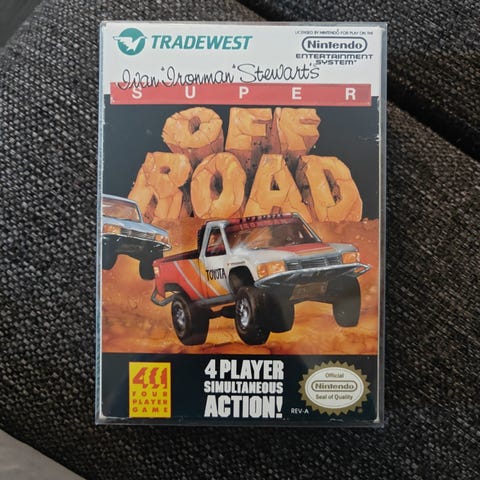 TRADEWEST
LICENSED BY NINTENDO FOR PLAY ON THE
Nintendo
ENTERTAINMENT
SYSTEM
Ivan "Ironman" Stewart's
SUPER
OFF
ROAD
TOYOTA
4 PLAYER
SIMULTANEOUS
ACTION!
FOUR
PLAYER
GAME
REV-A
Official
Nintendo
Seal of Quality